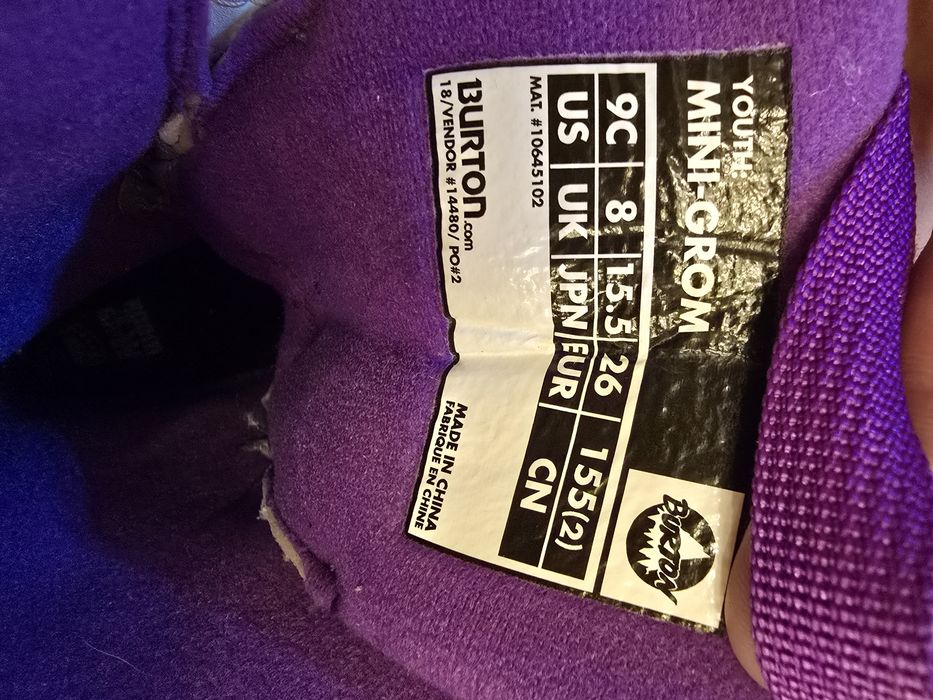 YOUTH:
MINI-GROM
BURTON
9C 8 15.5 26 155(2)
US UK JPN EUR CN
MAT. #10645102
BURTON.com
18/VENDOR #14480/ PO#2
MADE IN CHINA
FABRIQUE EN CHINE